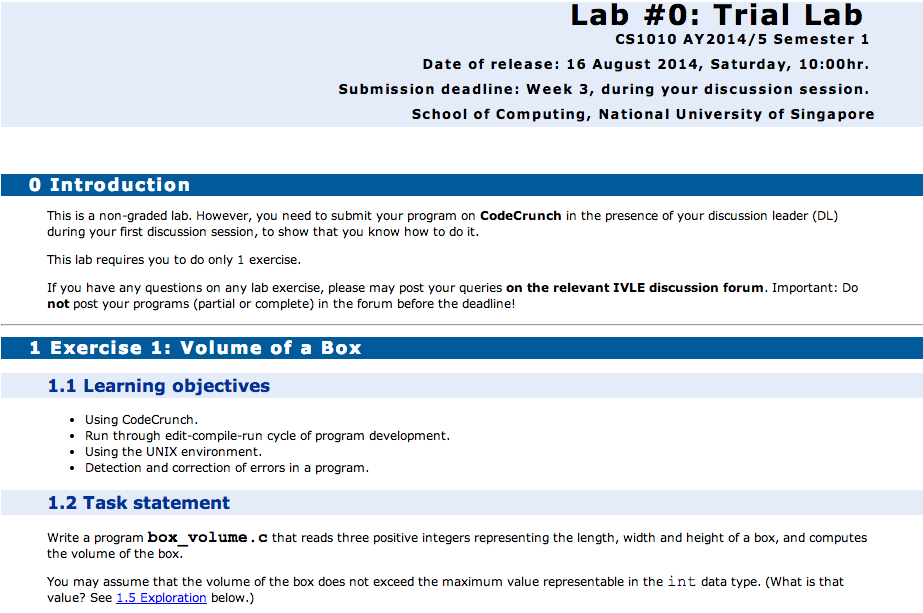 Lab #0: Trial Lab
CS1010 AY2014/5 Semester 1
Date of release: 16 August 2014, Saturday, 10:00hr.
Submission deadline: Week 3, during your discussion session.
School of Computing, National University of Singapore
0 Introduction
This is a non-graded lab. However, you need to submit your program on CodeCrunch in the presence of your discussion leader (DL)
during your first discussion session, to show that you know how to do it.
This lab requires you to do only 1 exercise.
If you have any questions on any lab exercise, please may post your queries on the relevant IVLE discussion forum. Important: Do
not post your programs (partial or complete) in the forum before the deadline!
1 Exercise 1: Volume of a Box
1.1 Learning objectives
• Using CodeCrunch.
• Run through edit-compile-run cycle of program development.
• Using the UNIX environment.
• Detection and correction of errors in a program.
1.2 Task statement
Write a program box_volume.c that reads three positive integers representing the length, width and height of a box, and computes
the volume of the box.
You may assume that the volume of the box does not exceed the maximum value representable in the int data type. (What is that
value? See 1.5 Exploration below.)